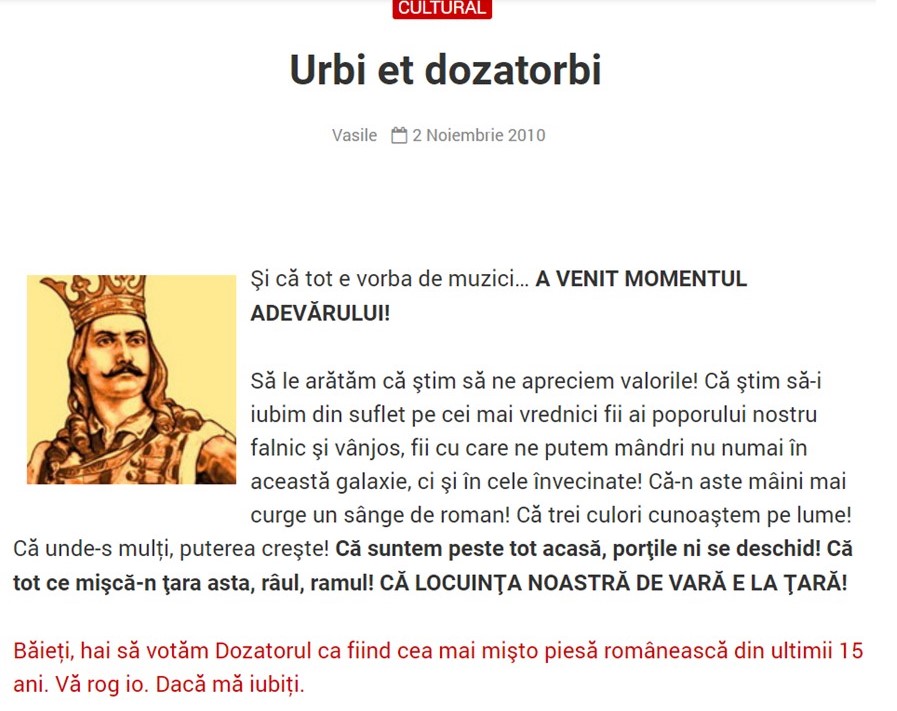 CULTURAL
Urbi et dozatorbi
Vasile 2 Noiembrie 2010
Şi că tot e vorba de muzici… A VENIT MOMENTUL
ADEVĂRULUI!
Să le arătăm că ştim să ne apreciem valorile! Că ştim să-i
iubim din suflet pe cei mai vrednici fii ai poporului nostru
falnic şi vânjos, fii cu care ne putem mândri nu numai în
această galaxie, ci şi în cele învecinate! Că-n aste mâini mai
curge un sânge de roman! Că trei culori cunoaştem pe lume!
Că unde-s mulți, puterea creşte! Că suntem peste tot acasă, porţile ni se deschid! Că
tot ce mişcă-n ţara asta, râul, ramul! CĂ LOCUINŢA NOASTRĂ DE VARĂ E LA ŢARĂ!
Băieți, hai să votăm Dozatorul ca fiind cea mai mişto piesă românească din ultimii 15
ani. Vă rog io. Dacă mă iubiți.